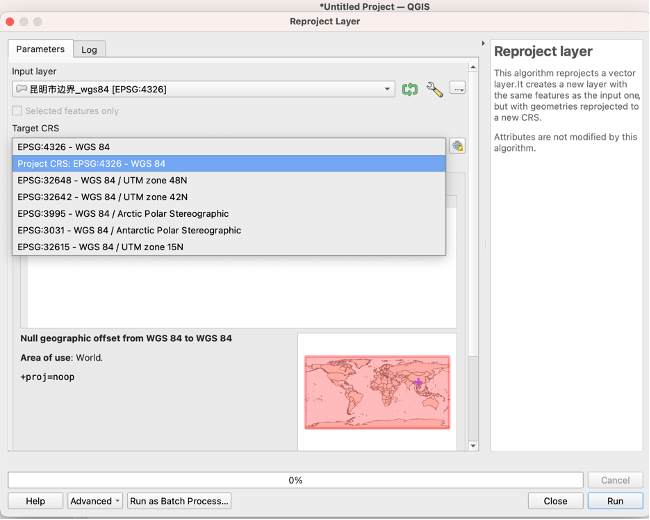 *Untitled Project — QGIS
Reproject Layer
Parameters
Log
Input layer
昆明市边界_wgs84 [EPSG:4326]
...
Selected features only
Target CRS
EPSG:4326 - WGS 84
Project CRS: EPSG:4326 - WGS 84
EPSG:32648 - WGS 84 / UTM zone 48N
EPSG:32642 - WGS 84 / UTM zone 42N
EPSG:3995 - WGS 84 / Arctic Polar Stereographic
EPSG:3031 - WGS 84 / Antarctic Polar Stereographic
EPSG:32615 - WGS 84 / UTM zone 15N
Null geographic offset from WGS 84 to WGS 84
Area of use: World.
+proj=noop
Reproject layer
This algorithm reprojects a vector
layer.It creates a new layer with
the same features as the input one,
but with geometries reprojected to
a new CRS.
Attributes are not modified by this
algorithm.
0%
Cancel
Help
Advanced
Run as Batch Process...
Close
Run